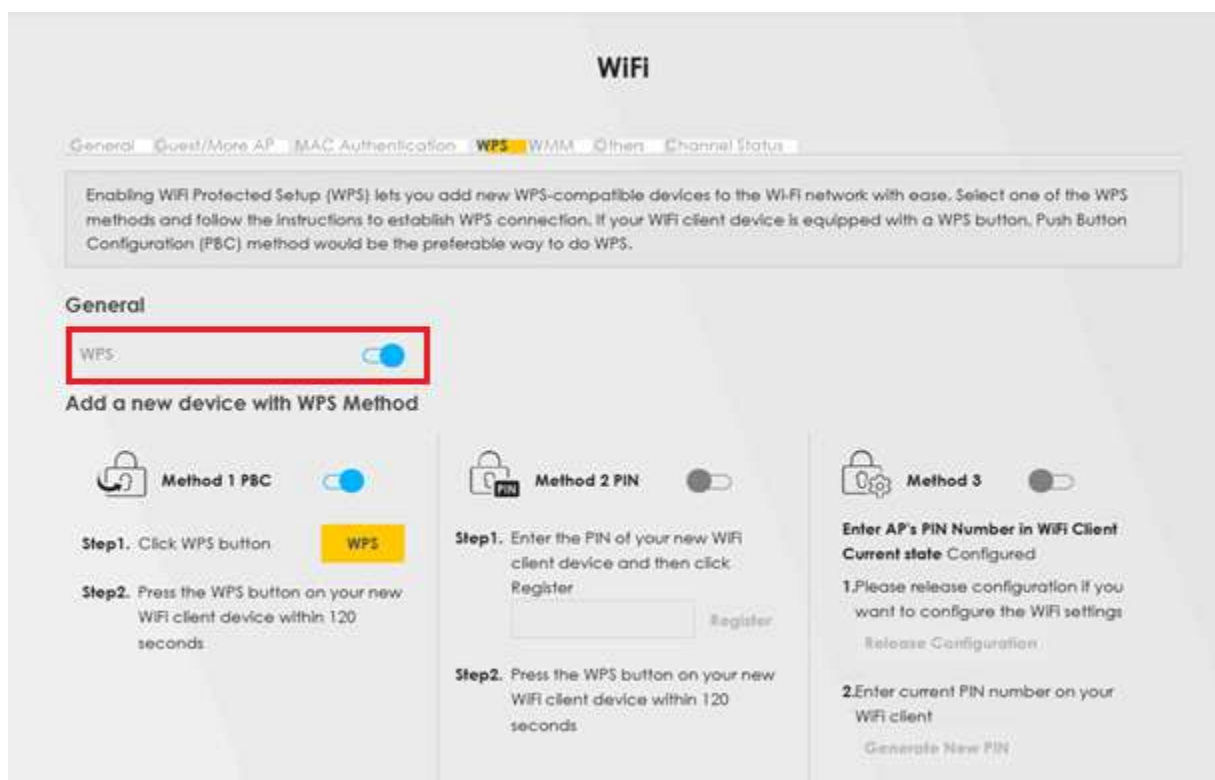 WiFi
General Guest/More AP MAC Authentication WPS WMM Others Channel Status
Enabling WiFi Protected Setup (WPS) lets you add new WPS-compatible devices to the Wi-Fi network with ease. Select one of the WPS
methods and follow the instructions to establish WPS connection. If your WiFi client device is equipped with a WPS button, Push Button
Configuration (PBC) method would be the preferable way to do WPS.
General
WPS
Add a new device with WPS Method
Method 1 PBC
Step1. Click WPS button
WPS
Step2. Press the WPS button on your new
WiFi client device within 120
seconds
PIN
Method 2 PIN
Step1. Enter the PIN of your new WiFi
client device and then click
Register
Register
Step2. Press the WPS button on your new
WiFi client device within 120
seconds
Method 3
Enter AP's PIN Number in WiFi Client
Current state Configured
1.Please release configuration if you
want to configure the WiFi settings
Release Configuration
2.Enter current PIN number on your
WiFi client
Generate New PIN